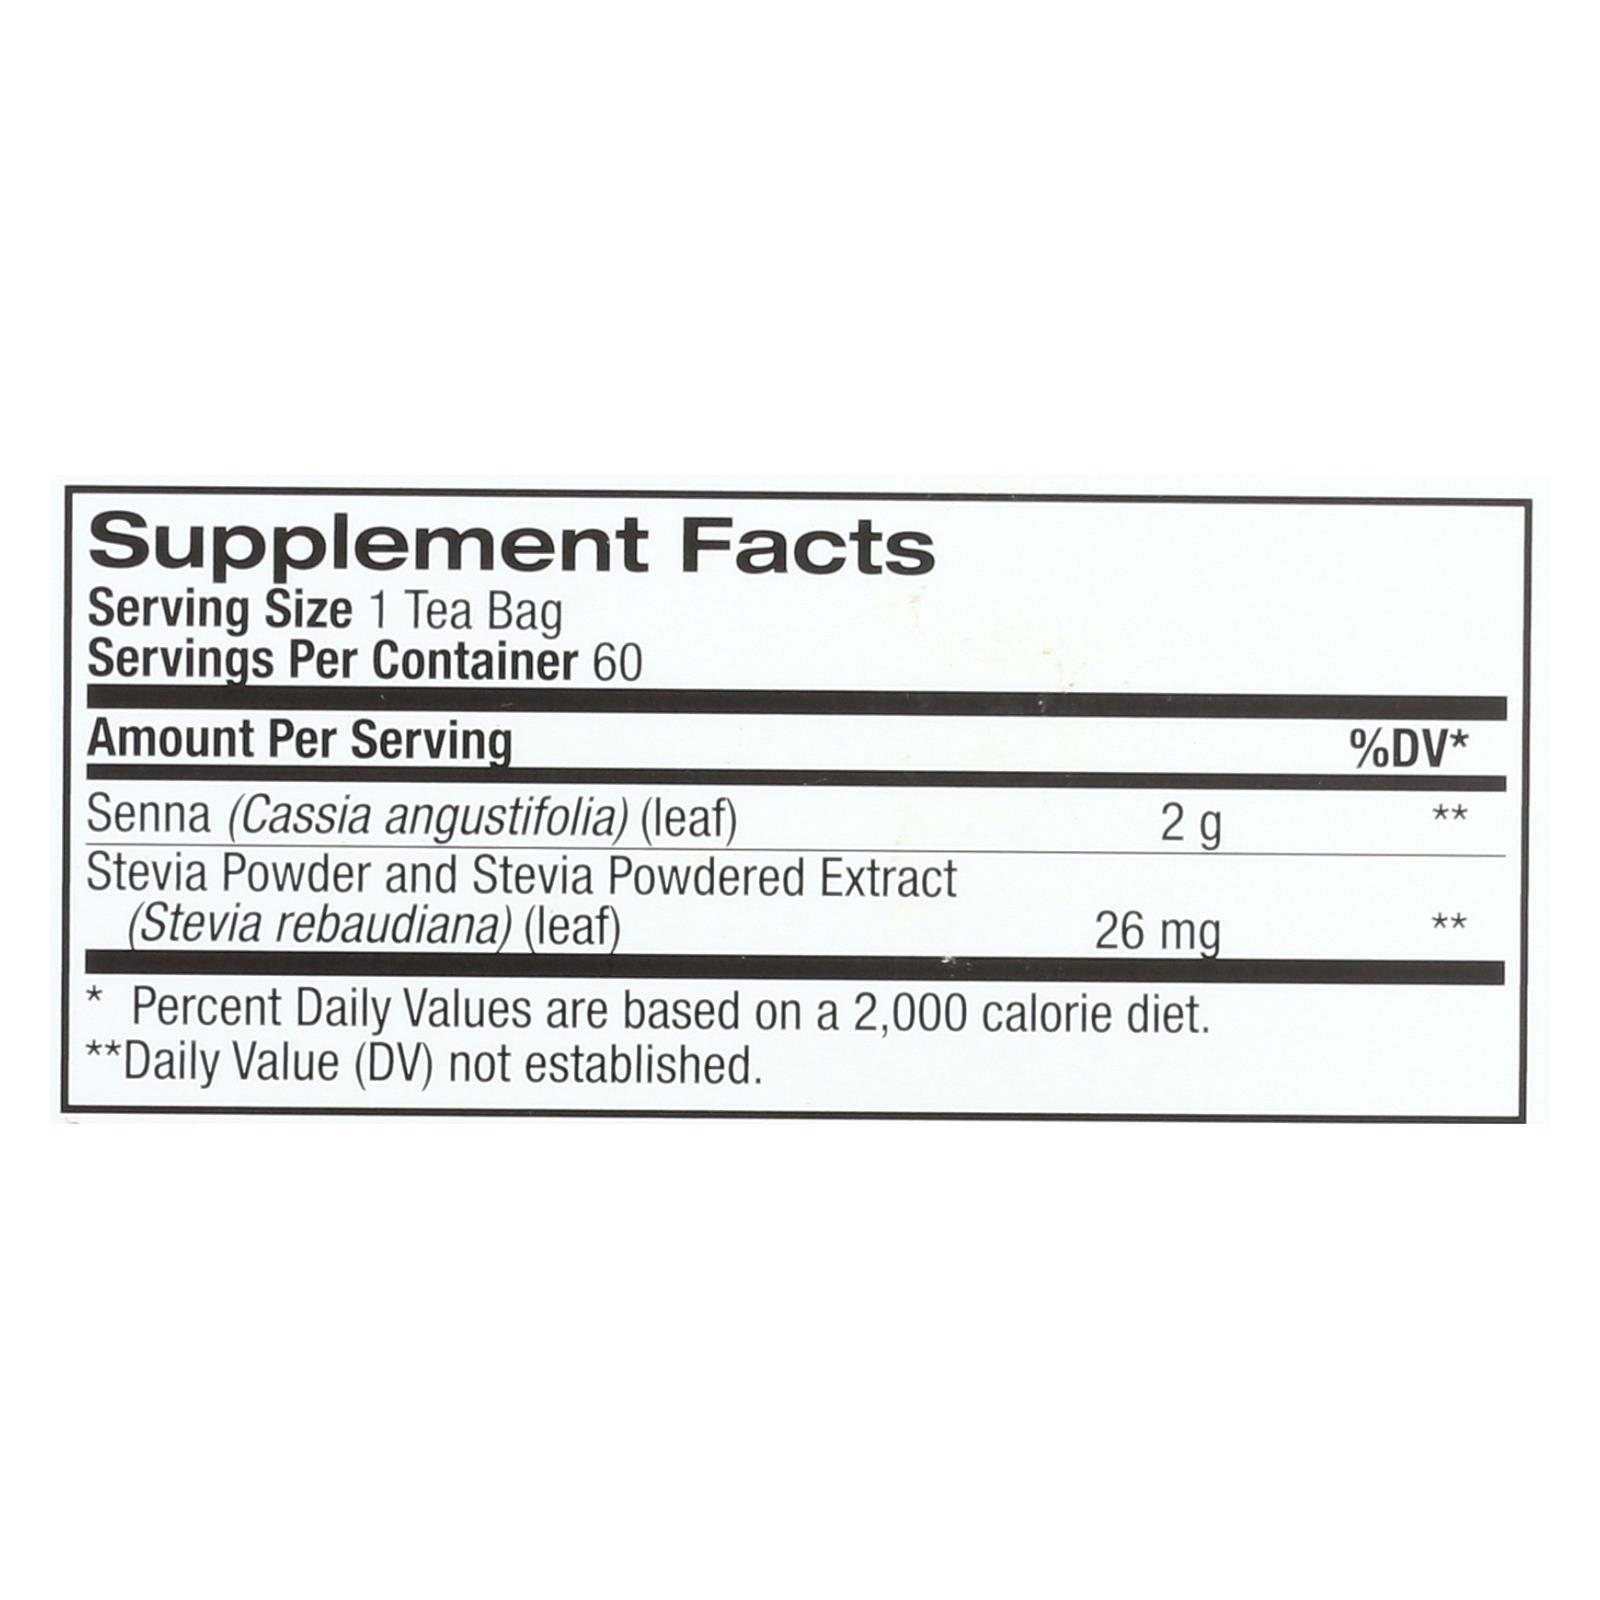 Supplement Facts
Serving Size 1 Tea Bag
Servings Per Container 60
Amount Per Serving %DV*
Senna (Cassia angustifolia) (leaf) 2 g **
Stevia Powder and Stevia Powdered Extract
(Stevia rebaudiana) (leaf) 26 mg **
* Percent Daily Values are based on a 2,000 calorie diet.
**Daily Value (DV) not established.